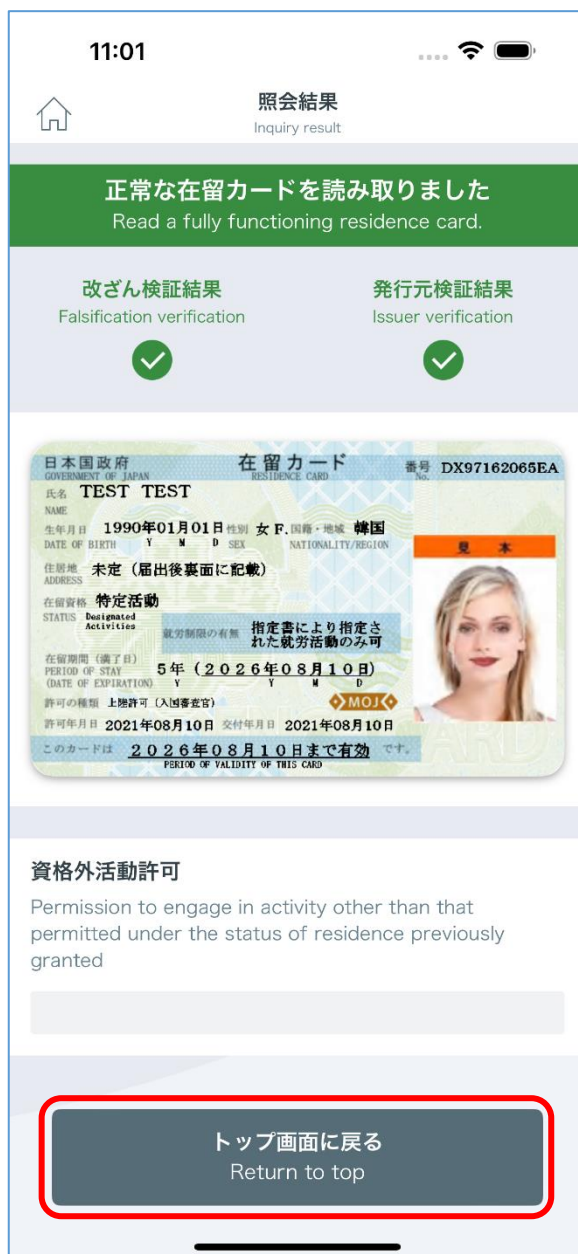 11:01
照会結果
Inquiry result
正常な在留カードを読み取りました
Read a fully functioning residence card.
改ざん検証結果 発行元検証結果
Falsification verification Issuer verification
日本国政府 在留カード 番号 DX97162065EA
GOVERNMENT OF JAPAN RESIDENCE CARD No.
氏名 TEST TEST
NAME
生年月日 1990年01月01日 性別 女 F. 国籍・地域 韓国
DATE OF BIRTH Y M D SEX NATIONALITY/REGION
見本
住居地 未定（届出後裏面に記載）
ADDRESS
在留資格 特定活動
STATUS Designated
Activities
就労制限の有無 指定書により指定さ
れた就労活動のみ可
在留期間（満了日）
PERIOD OF STAY 5年（2026年08月10日）
(DATE OF EXPIRATION) Y Y M D
許可の種類 上陸許可（入国審査官） MOJ
許可年月日 2021年08月10日 交付年月日 2021年08月10日
このカードは 2026年08月10日まで有効 です。
PERIOD OF VALIDITY OF THIS CARD
CARD
資格外活動許可
Permission to engage in activity other than that
permitted under the status of residence previously
granted
トップ画面に戻る
Return to top